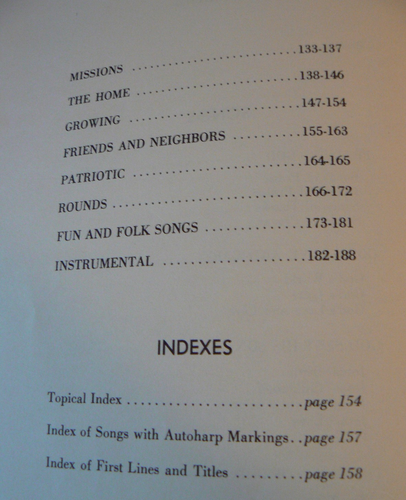 MISSIONS ........................133-137
THE HOME ........................138-146
GROWING .........................147-154
FRIENDS AND NEIGHBORS ..........155-163
PATRIOTIC .......................164-165
ROUNDS ..........................166-172
FUN AND FOLK SONGS ..............173-181
INSTRUMENTAL ....................182-188
INDEXES
Topical Index ........................page 154
Index of Songs with Autoharp Markings..page 157
Index of First Lines and Titles .........page 158